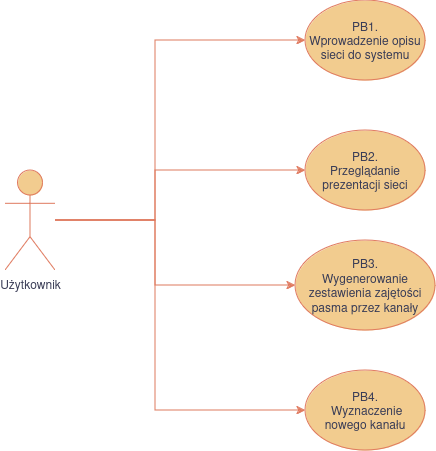 PB1.
Wprowadzenie opisu
sieci do systemu
PB2.
Przeglądanie
prezentacji sieci
Użytkownik
PB3.
Wygenerowanie
zestawienia zajętości
pasma przez kanały
PB4.
Wyznaczenie
nowego kanału